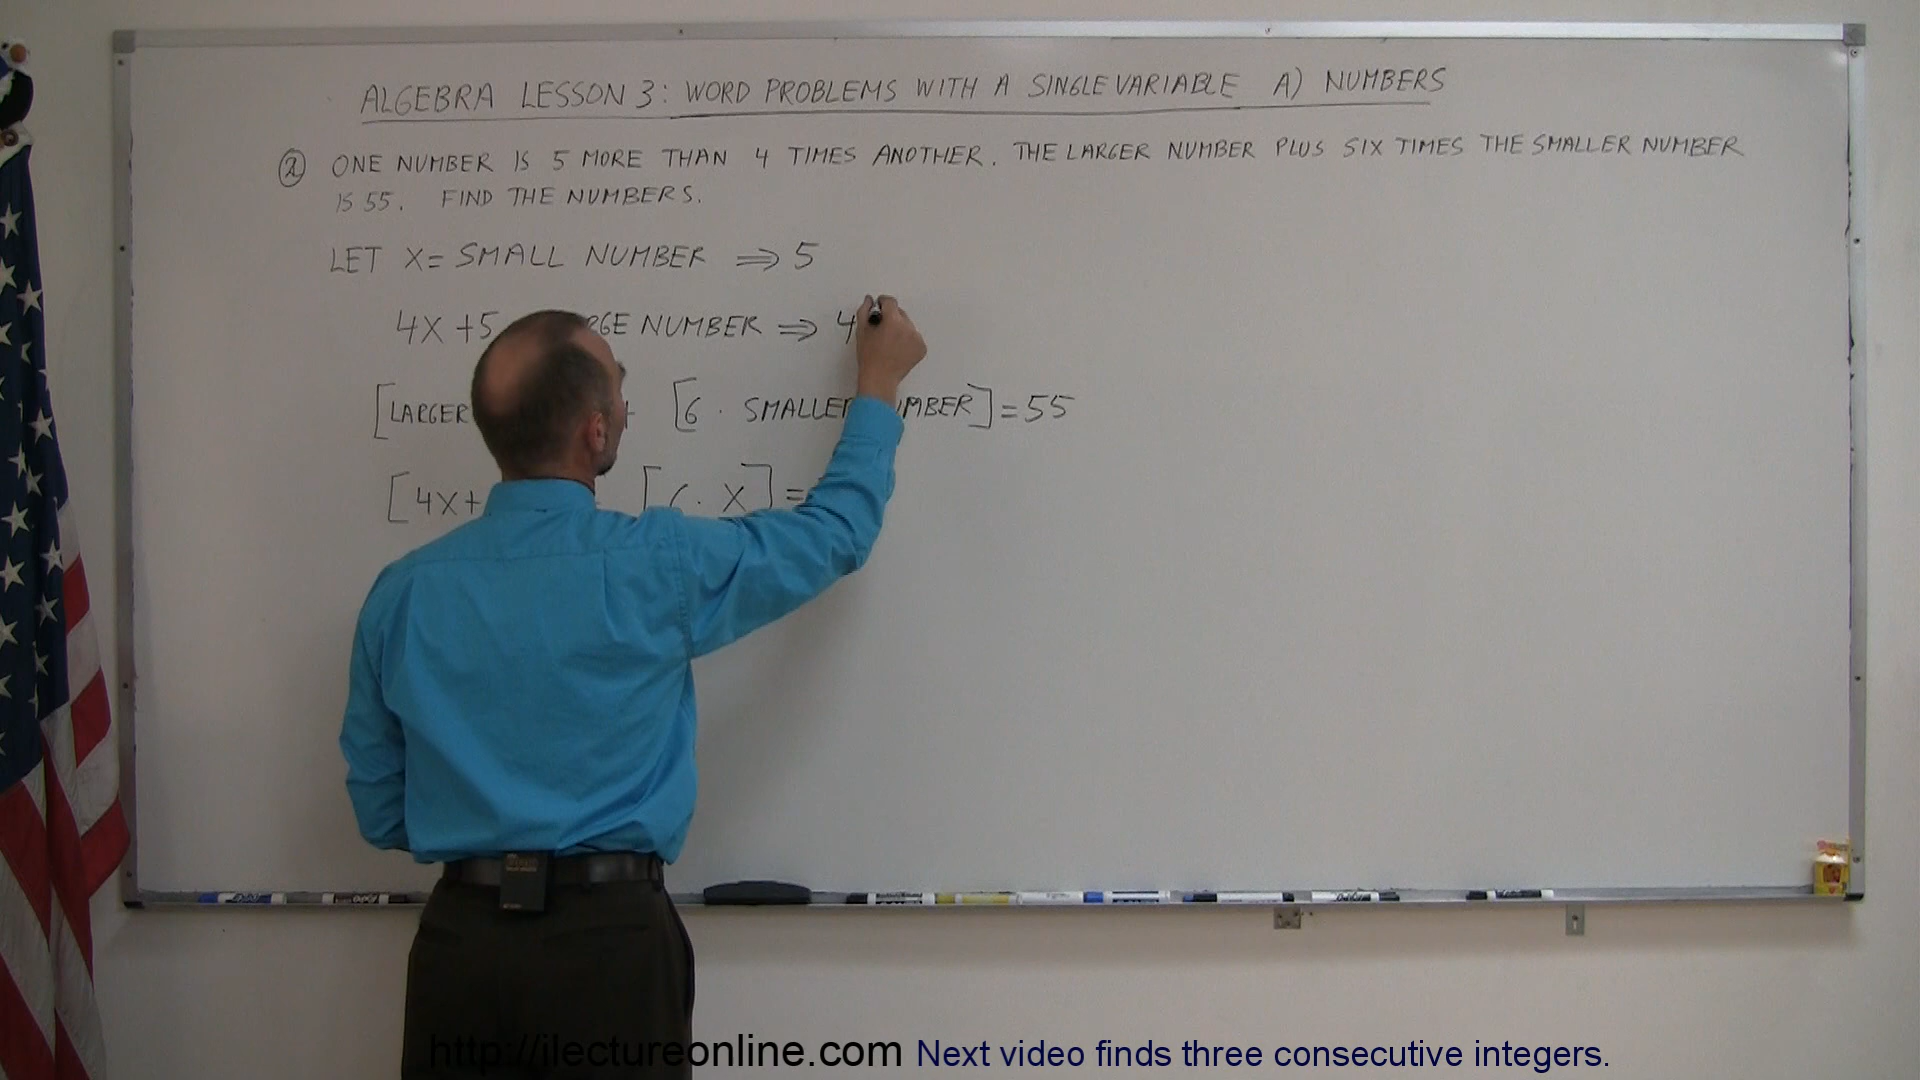 ALGEBRA LESSON 3: WORD PROBLEMS WITH A SINGLE VARIABLE A) NUMBERS
② ONE NUMBER IS 5 MORE THAN 4 TIMES ANOTHER. THE LARGER NUMBER PLUS SIX TIMES THE SMALLER NUMBER
IS 55. FIND THE NUMBERS.
LET X = SMALL NUMBER ⇒ 5
4X +5 RGE NUMBER ⇒ 4
[LARGER + [6 · SMALLER NUMBER] = 55
[4X+ [6 · X] =
http://ilectureonline.com Next video finds three consecutive integers.